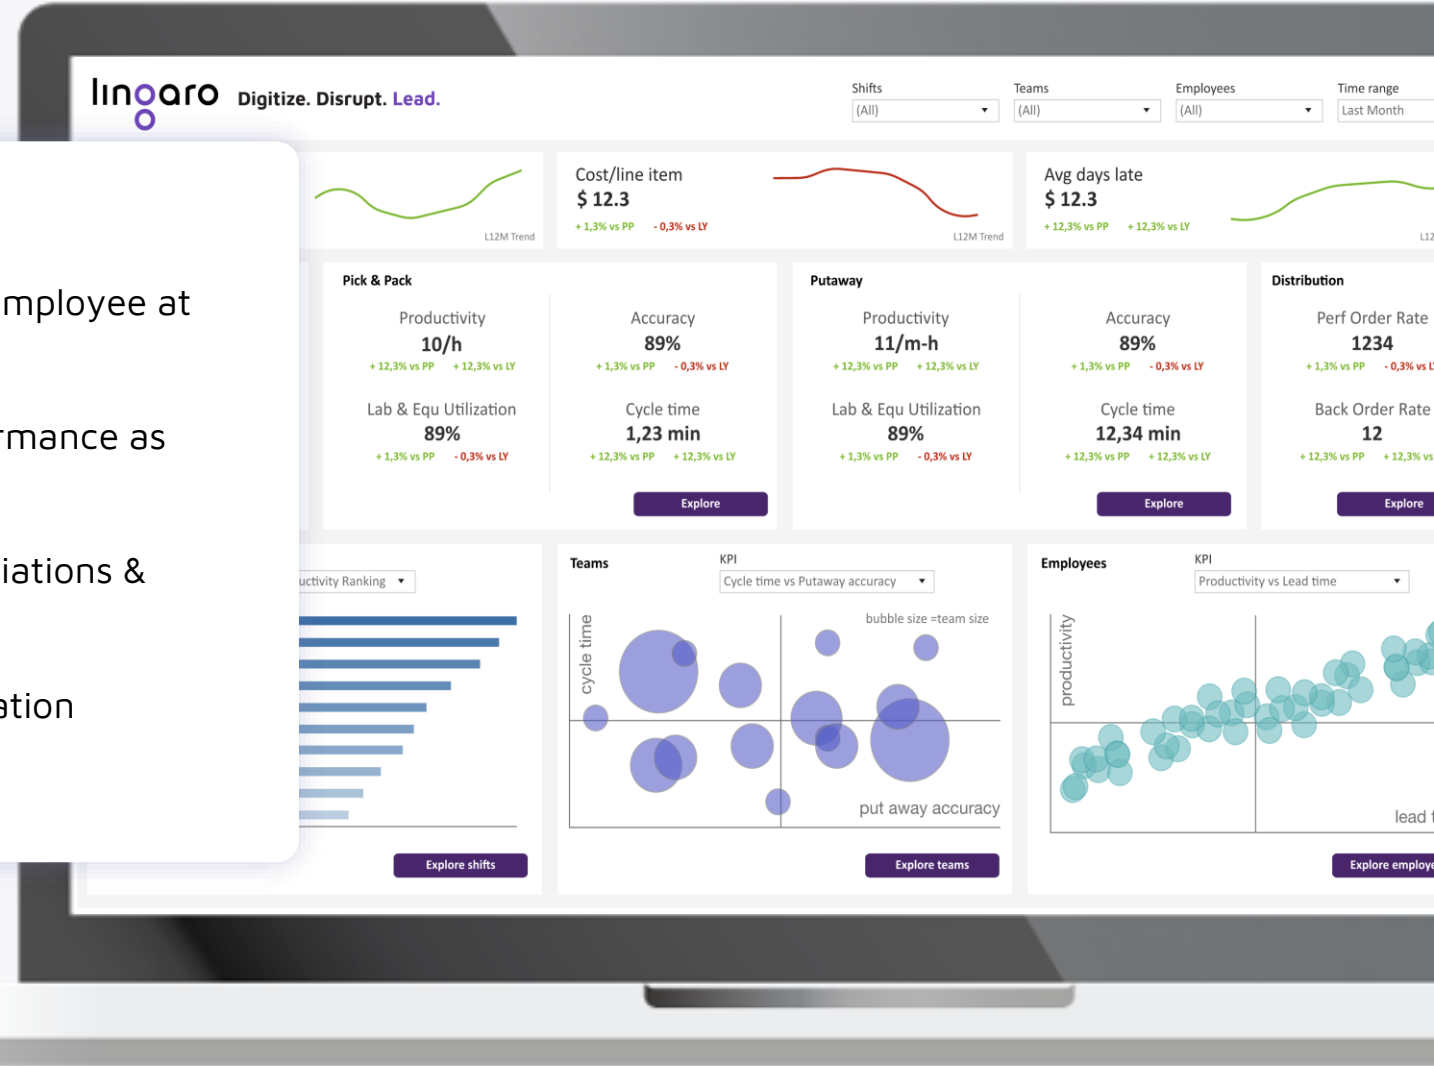 lingaro Digitize. Disrupt. Lead.
Shifts Teams Employees Time range
(All) (All) (All) Last Month
mployee at
rmance as
iations &
ation
L12M Trend
Cost/line item
$ 12.3
+ 1,3% vs PP - 0,3% vs LY
L12M Trend
Avg days late
$ 12.3
+ 12,3% vs PP + 12,3% vs LY
L12
Pick & Pack
Productivity Accuracy
10/h 89%
+ 12,3% vs PP + 12,3% vs LY + 1,3% vs PP - 0,3% vs LY
Lab & Equ Utilization Cycle time
89% 1,23 min
+ 1,3% vs PP - 0,3% vs LY + 12,3% vs PP + 12,3% vs LY
Explore
Putaway
Productivity Accuracy
11/m-h 89%
+ 12,3% vs PP + 12,3% vs LY + 1,3% vs PP - 0,3% vs LY
Lab & Equ Utilization Cycle time
89% 12,34 min
+ 1,3% vs PP - 0,3% vs LY + 12,3% vs PP + 12,3% vs LY
Explore
Distribution
Perf Order Rate
1234
+ 1,3% vs PP - 0,3% vs L
Back Order Rate
12
+ 12,3% vs PP + 12,3% vs
Explore
uctivity Ranking
Explore shifts
Teams KPI
Cycle time vs Putaway accuracy
bubble size =team size
cycle time
put away accuracy
Explore teams
Employees KPI
Productivity vs Lead time
productivity
lead t
Explore employe